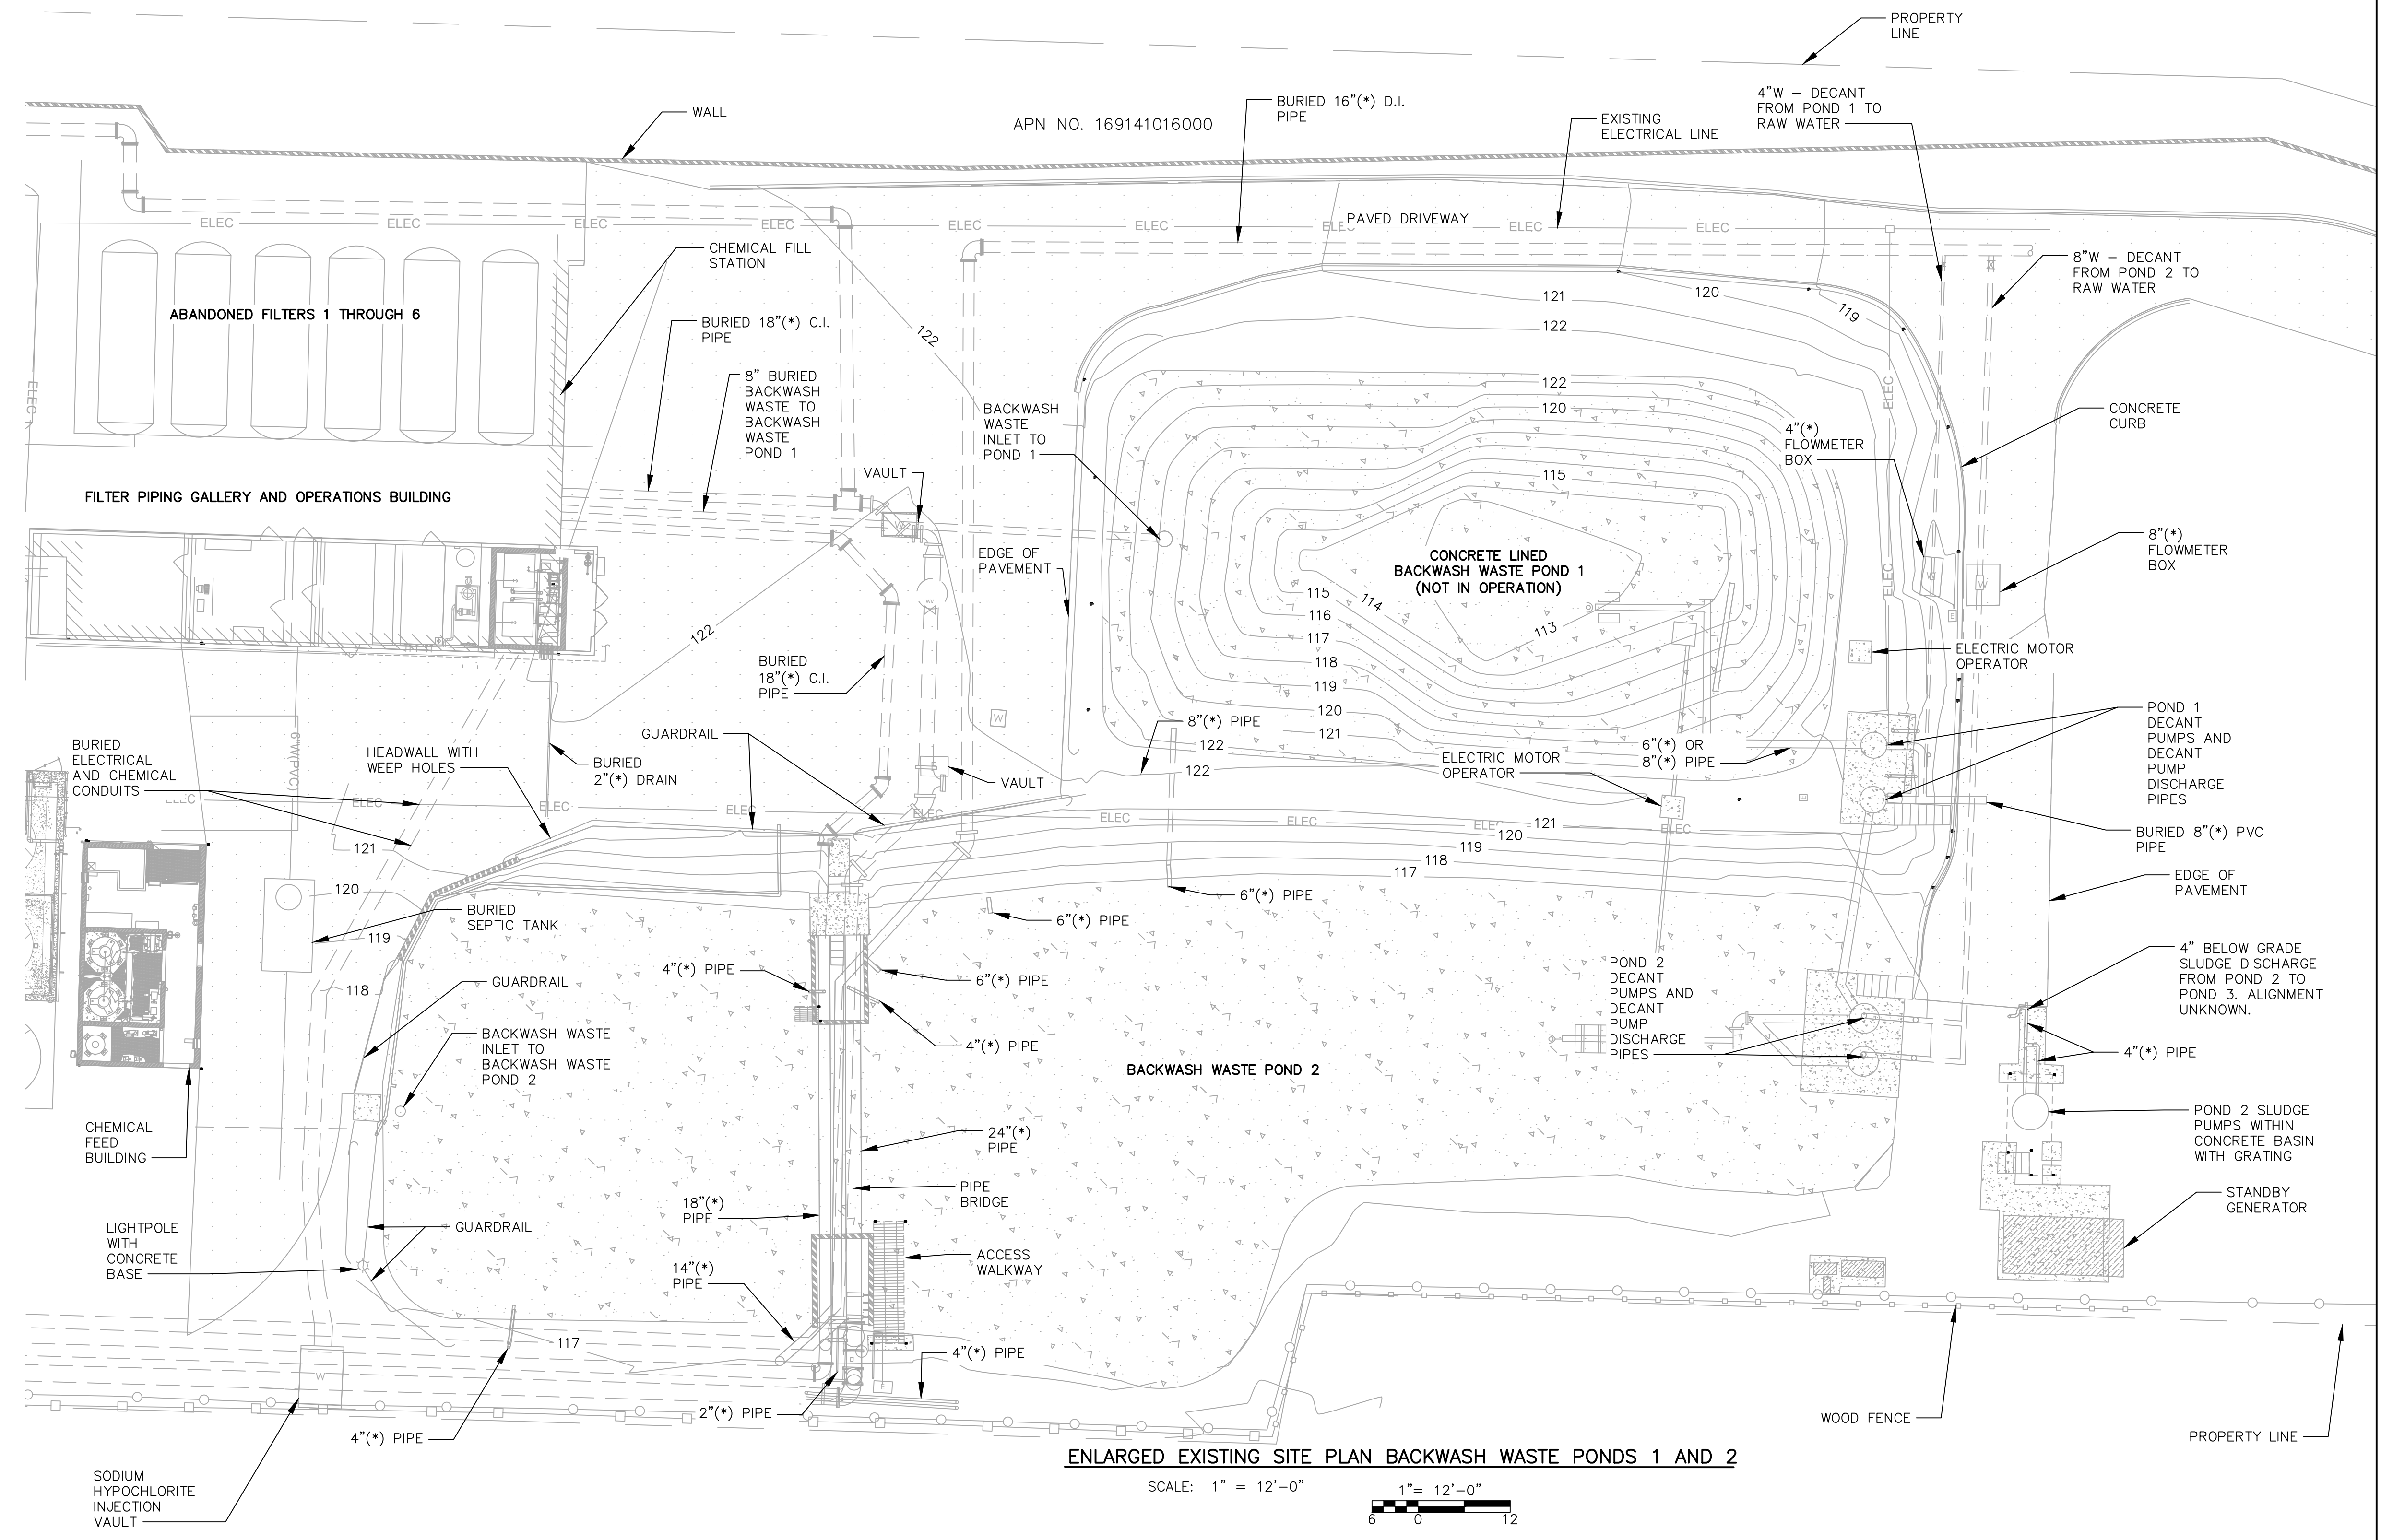 PROPERTY
LINE
WALL
APN NO. 169141016000
BURIED 16"(*) D.I.
PIPE
EXISTING
ELECTRICAL LINE
4"W – DECANT
FROM POND 1 TO
RAW WATER
ELEC
ELEC
ELEC
ELEC
ELEC
ELEC
ELEC
ELEC
ELEC
PAVED DRIVEWAY
CHEMICAL FILL
STATION
8"W – DECANT
FROM POND 2 TO
RAW WATER
ABANDONED FILTERS 1 THROUGH 6
BURIED 18"(*) C.I.
PIPE
122
121
120
119
122
8" BURIED
BACKWASH
WASTE TO
BACKWASH
WASTE
POND 1
ELEC
ELEC
122
120
BACKWASH
WASTE
INLET TO
POND 1
CONCRETE
CURB
4"(*)
FLOWMETER
BOX
VAULT
115
FILTER PIPING GALLERY AND OPERATIONS BUILDING
W
EDGE OF
PAVEMENT
CONCRETE LINED
BACKWASH WASTE POND 1
(NOT IN OPERATION)
ELEC
8"(*)
FLOWMETER
BOX
W
W
115
114
116
113
117
122
118
119
120
121
122
122
BURIED
18"(*) C.I.
PIPE
ELECTRIC MOTOR
OPERATOR
W
8"(*) PIPE
6"(*) OR
8"(*) PIPE
POND 1
DECANT
PUMPS AND
DECANT
PUMP
DISCHARGE
PIPES
BURIED
ELECTRICAL
AND CHEMICAL
CONDUITS
HEADWALL WITH
WEEP HOLES
GUARDRAIL
BURIED
2"(*) DRAIN
6"W(PVC)
VAULT
ELECTRIC MOTOR
OPERATOR
ELEC
ELEC
ELEC
ELEC
ELEC
ELEC
ELEC
ELEC
ELEC
121
120
119
118
117
BURIED 8"(*) PVC
PIPE
121
120
119
118
BURIED
SEPTIC TANK
6"(*) PIPE
6"(*) PIPE
EDGE OF
PAVEMENT
4"(*) PIPE
6"(*) PIPE
GUARDRAIL
POND 2
DECANT
PUMPS AND
DECANT
PUMP
DISCHARGE
PIPES
4" BELOW GRADE
SLUDGE DISCHARGE
FROM POND 2 TO
POND 3. ALIGNMENT
UNKNOWN.
BACKWASH WASTE
INLET TO
BACKWASH WASTE
POND 2
4"(*) PIPE
4"(*) PIPE
BACKWASH WASTE POND 2
CHEMICAL
FEED
BUILDING
24"(*)
PIPE
POND 2 SLUDGE
PUMPS WITHIN
CONCRETE BASIN
WITH GRATING
PIPE
BRIDGE
18"(*)
PIPE
STANDBY
GENERATOR
LIGHTPOLE
WITH
CONCRETE
BASE
GUARDRAIL
ACCESS
WALKWAY
14"(*)
PIPE
117
4"(*) PIPE
W
2"(*) PIPE
4"(*) PIPE
WOOD FENCE
PROPERTY LINE
SODIUM
HYPOCHLORITE
INJECTION
VAULT
ENLARGED EXISTING SITE PLAN BACKWASH WASTE PONDS 1 AND 2
SCALE: 1" = 12'–0"
1"= 12'–0"
6 0 12